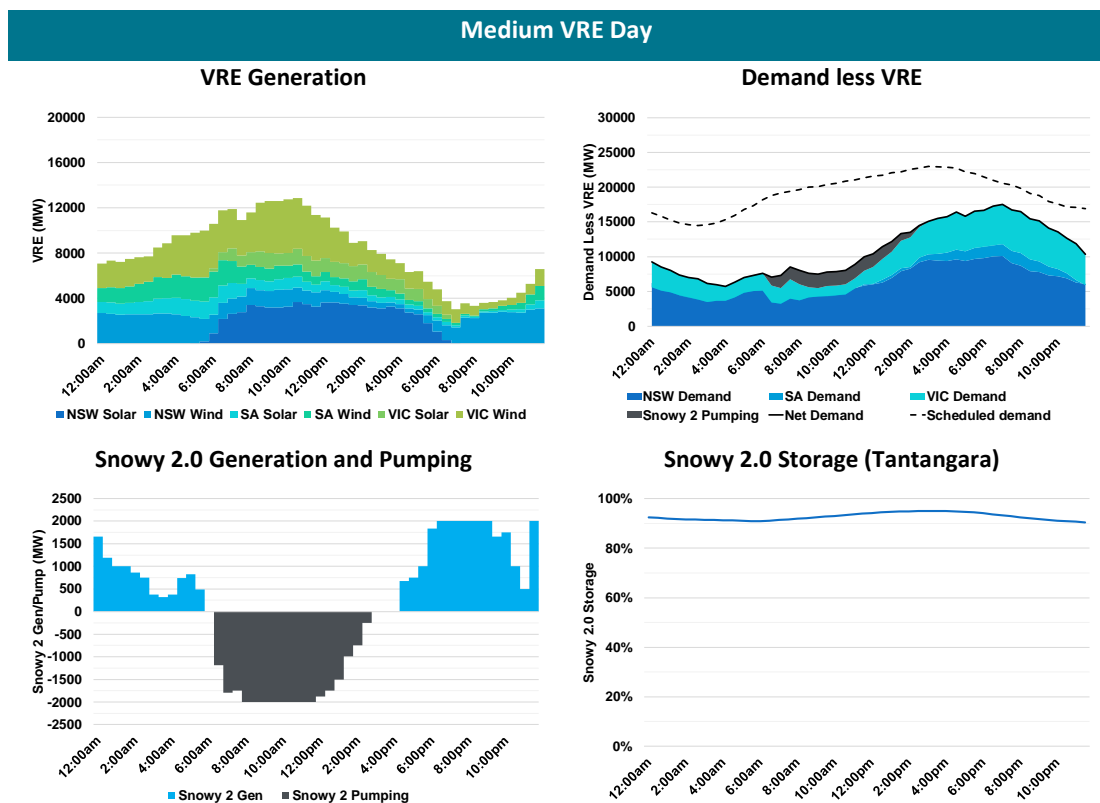 Medium VRE Day
VRE Generation
VRE (MW)
20000
16000
12000
8000
4000
0
12:00am
2:00am
4:00am
6:00am
8:00am
10:00am
12:00pm
2:00pm
4:00pm
6:00pm
8:00pm
10:00pm
NSW Solar NSW Wind SA Solar SA Wind VIC Solar VIC Wind
Demand less VRE
Demand Less VRE (MW)
30000
25000
20000
15000
10000
5000
0
12:00am
2:00am
4:00am
6:00am
8:00am
10:00am
12:00pm
2:00pm
4:00pm
6:00pm
8:00pm
10:00pm
NSW Demand SA Demand VIC Demand
Snowy 2 Pumping Net Demand Scheduled demand
Snowy 2.0 Generation and Pumping
Snowy 2 Gen/Pump (MW)
2500
2000
1500
1000
500
0
-500
-1000
-1500
-2000
-2500
12:00am
2:00am
4:00am
6:00am
8:00am
10:00am
12:00pm
2:00pm
4:00pm
6:00pm
8:00pm
10:00pm
Snowy 2 Gen Snowy 2 Pumping
Snowy 2.0 Storage (Tantangara)
Snowy 2.0 Storage
100%
80%
60%
40%
20%
0%
12:00am
2:00am
4:00am
6:00am
8:00am
10:00am
12:00pm
2:00pm
4:00pm
6:00pm
8:00pm
10:00pm